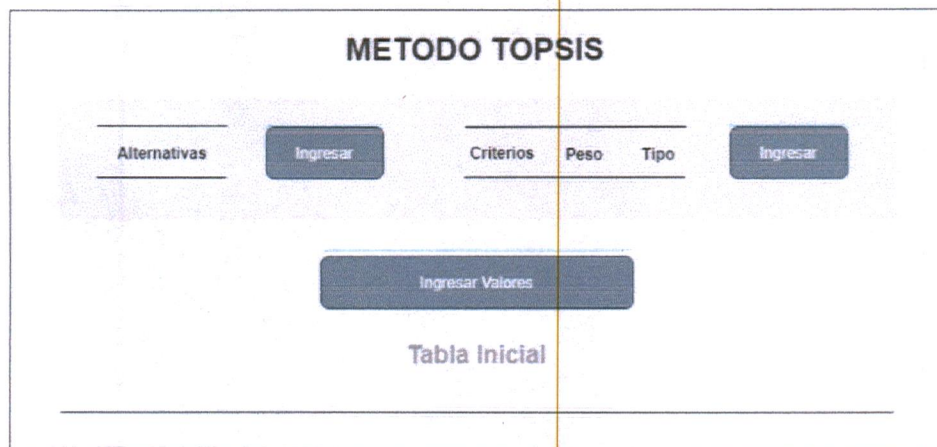 METODO TOPSIS
Alternativas Ingresar Criterios Peso Tipo Ingresar
Ingresar Valores
Tabla Inicial